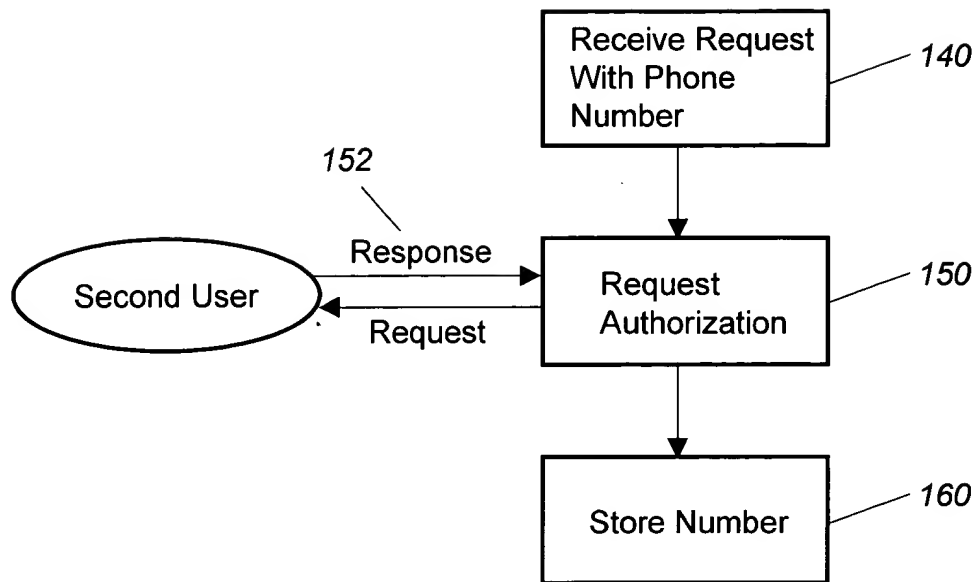 Receive Request
With Phone
Number
140
152
Response
Second User
Request
Request
Authorization
150
Store Number
160